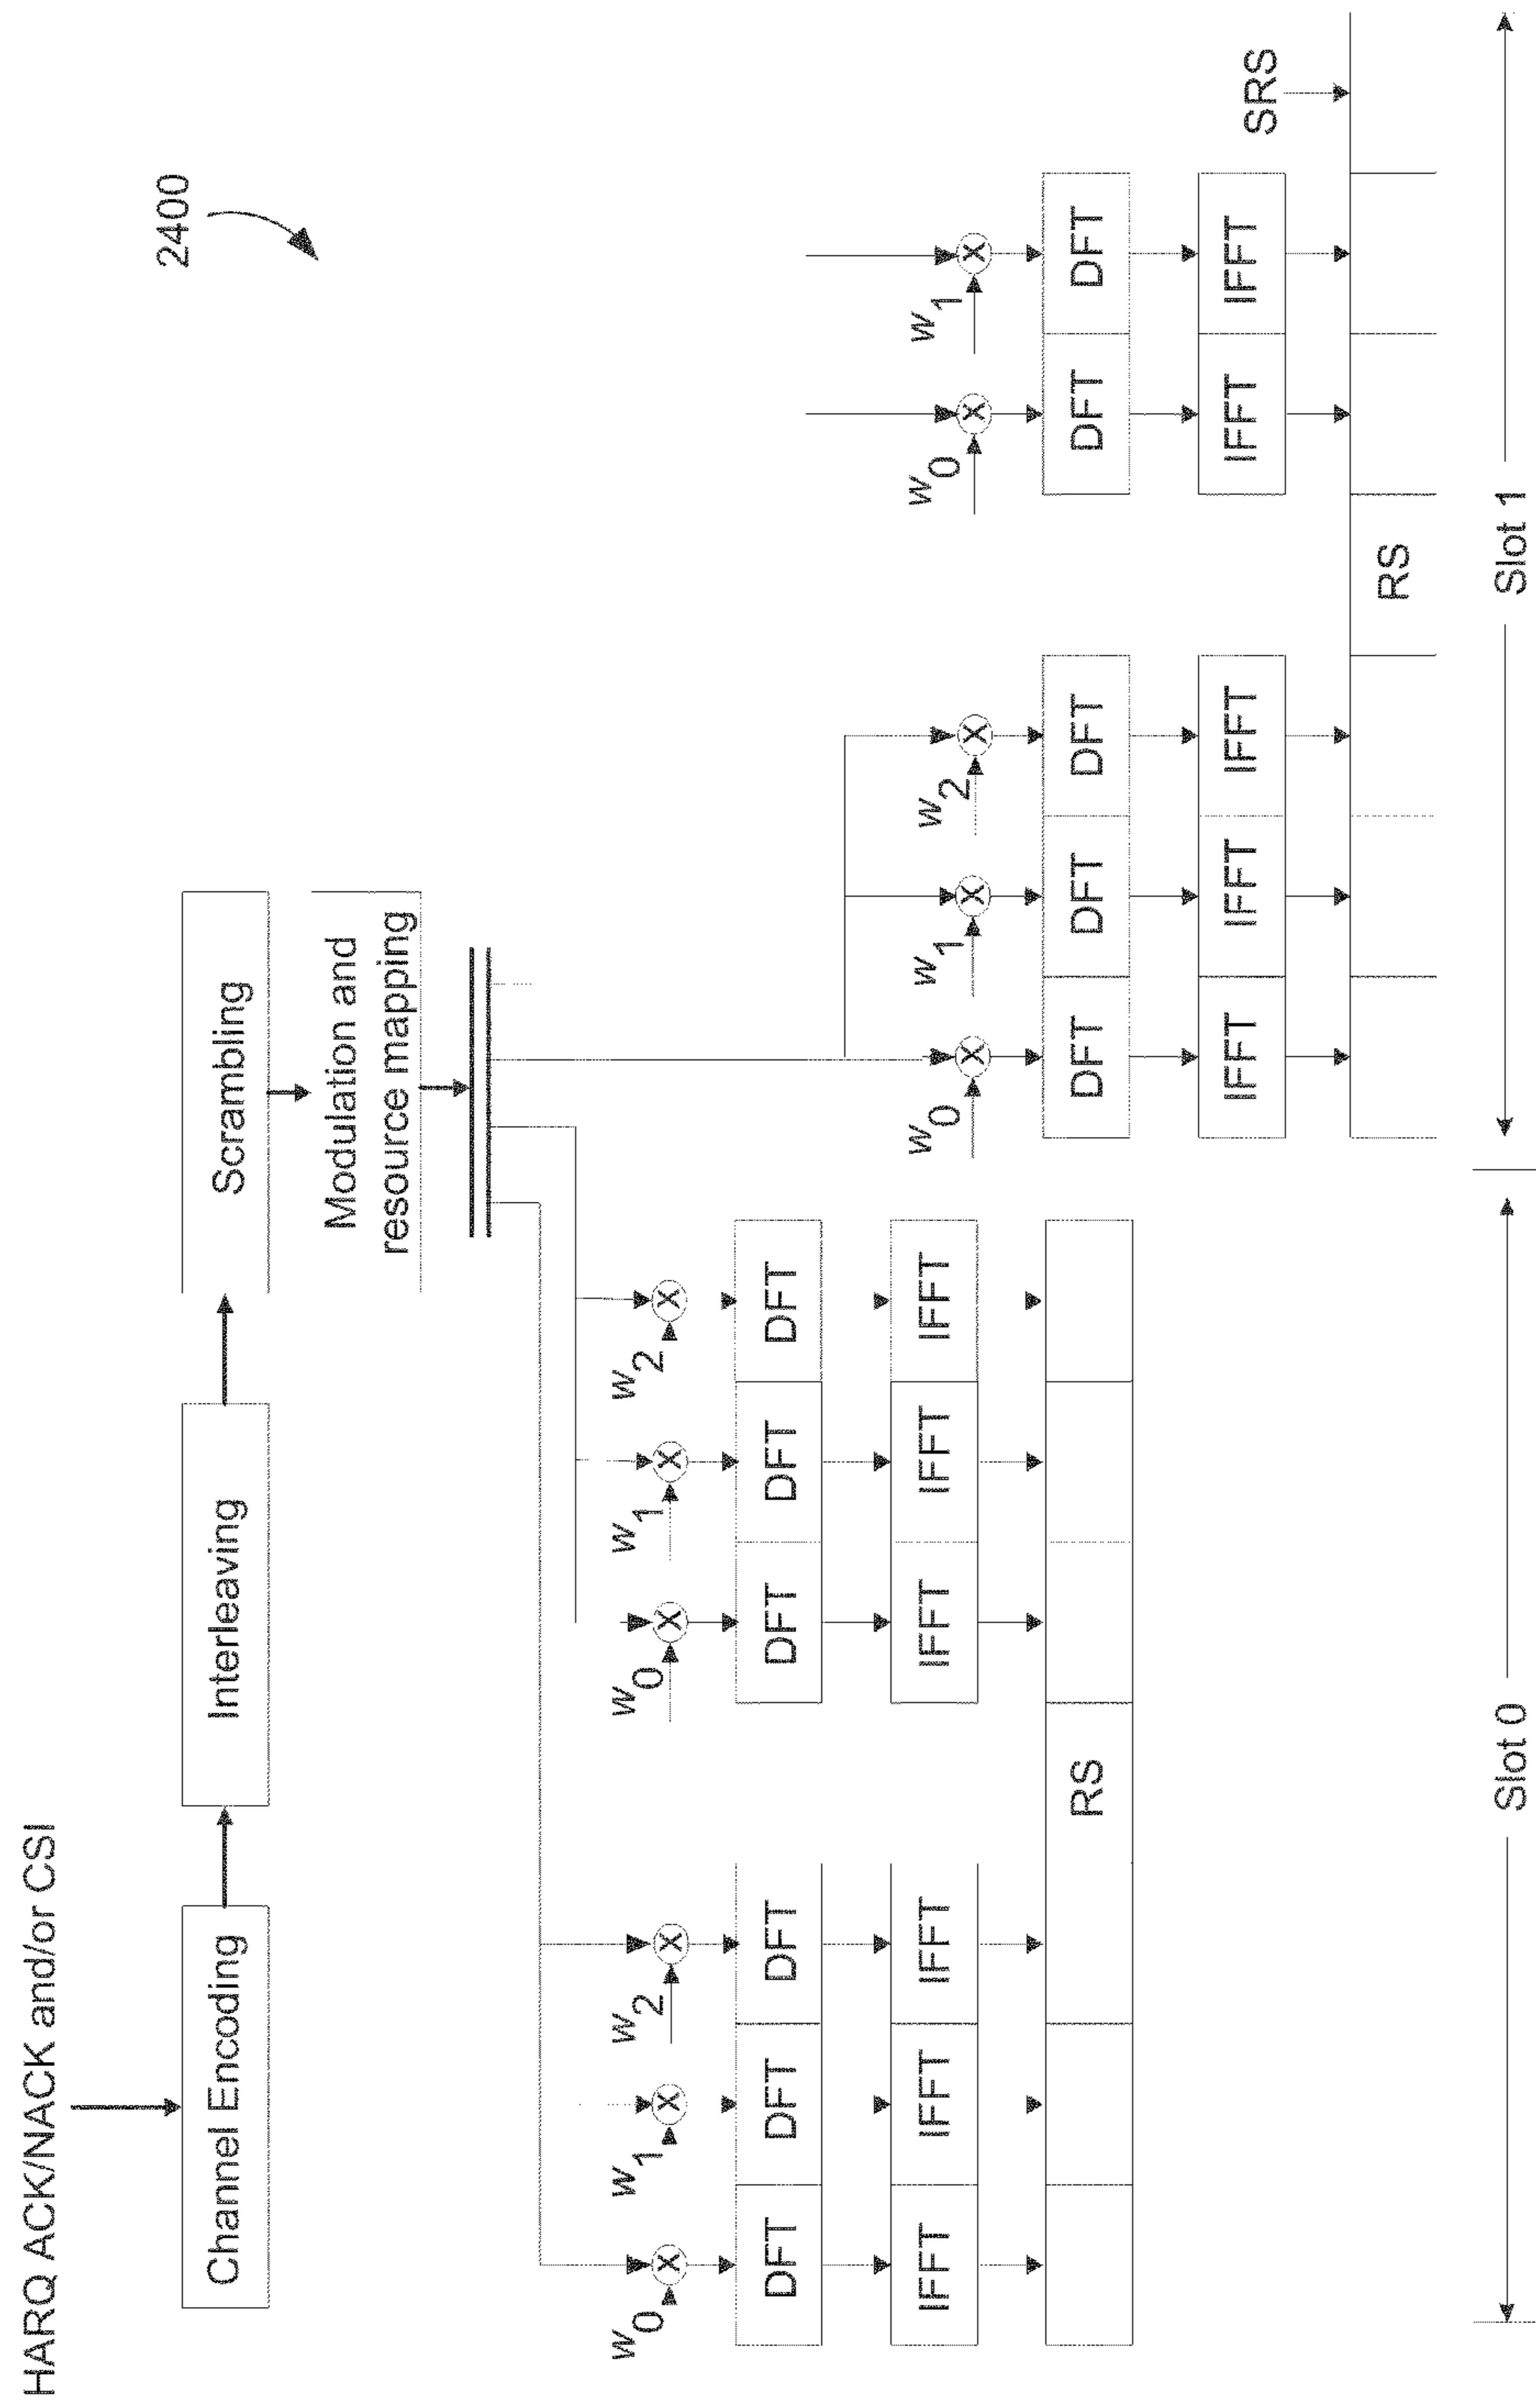 2400
HARQ ACK/NACK and/or CSI
Channel Encoding
Interleaving
Scrambling
Modulation and
resource mapping
w0
w1
w2
w0
w1
w2
DFT
DFT
DFT
DFT
DFT
DFT
IFFT
IFFT
IFFT
IFFT
IFFT
IFFT
RS
w0
w1
w2
w0
w1
DFT
DFT
DFT
DFT
DFT
IFFT
IFFT
IFFT
IFFT
IFFT
SRS
RS
Slot 0
Slot 1
X
X
X
X
X
X
X
X
X
X
X